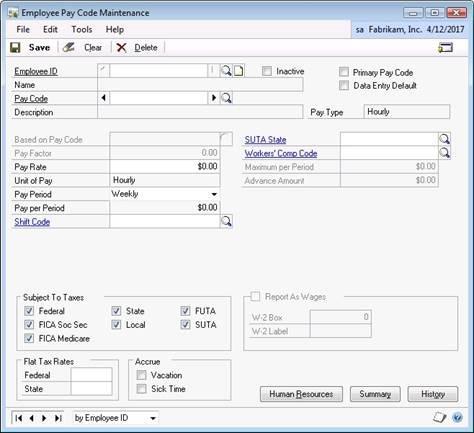 Employee Pay Code Maintenance
File Edit Tools Help sa Fabrikam, Inc. 4/12/2017
Save Clear Delete
Employee ID Inactive Primary Pay Code
Name Data Entry Default
Pay Code
Description Pay Type Hourly
Based on Pay Code SUTA State
Pay Factor 0.00 Workers' Comp Code
Pay Rate $0.00 Maximum per Period $0.00
Unit of Pay Hourly Advance Amount $0.00
Pay Period Weekly
Pay per Period $0.00
Shift Code
Subject To Taxes Report As Wages
Federal State FUTA
FICA Soc Sec Local SUTA W-2 Box 0
FICA Medicare W-2 Label
Flat Tax Rates Accrue
Federal Vacation
State Sick Time Human Resources Summary History
by Employee ID